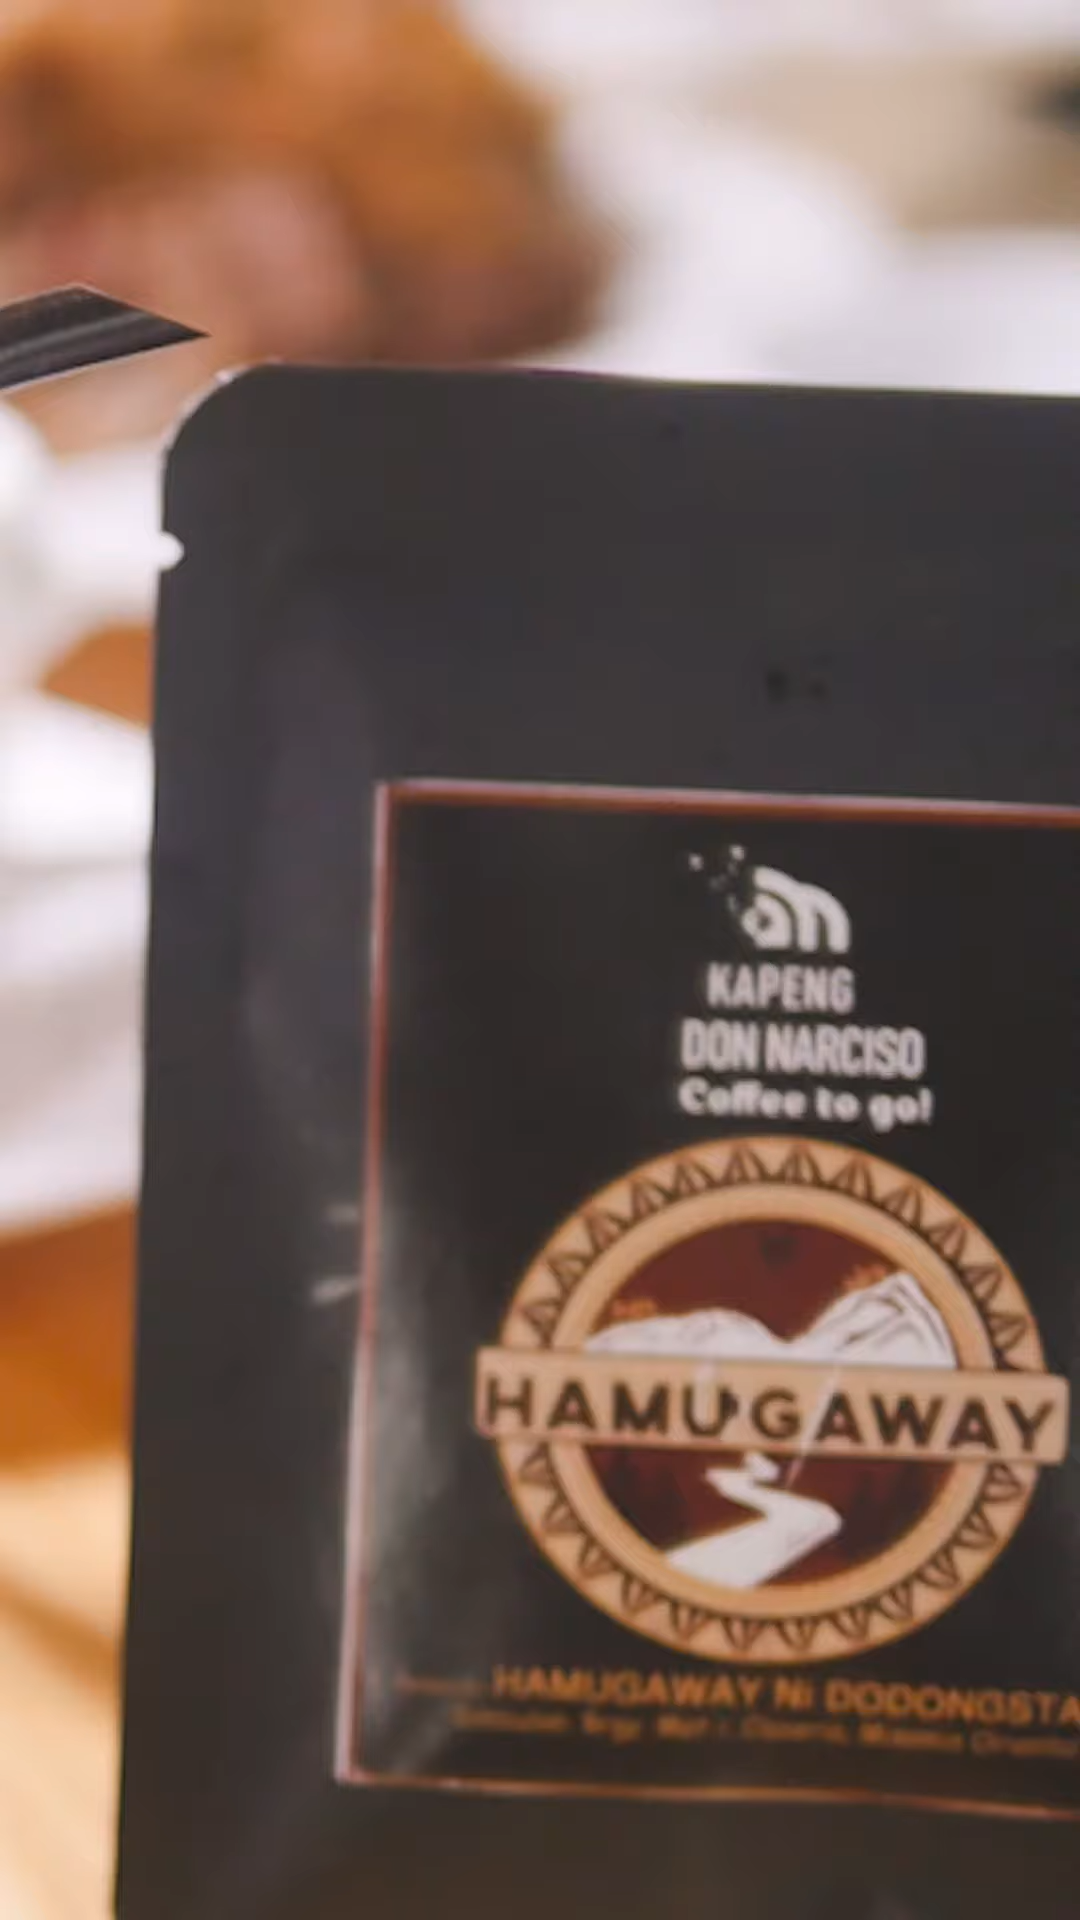 KAPENG
DON NARCISO
Coffee to go!
HAMUGAWAY
HAMUGAWAY Ni DODONGSTA